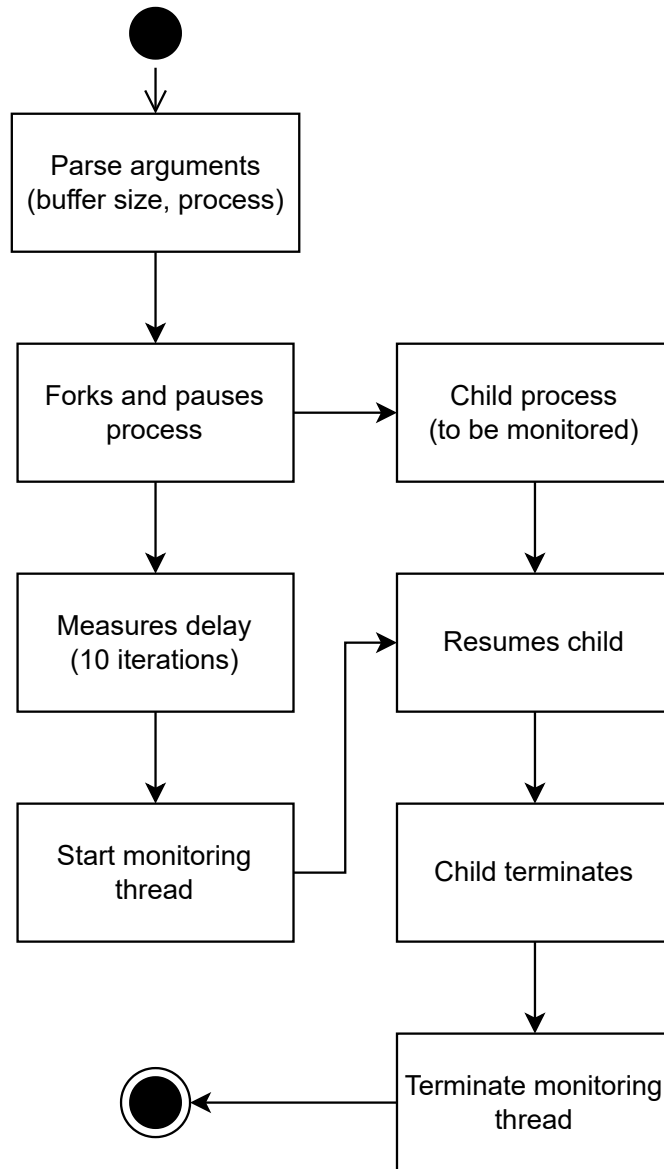 Parse arguments
(buffer size, process)
Forks and pauses
process
Child process
(to be monitored)
Measures delay
(10 iterations)
Resumes child
Start monitoring
thread
Child terminates
Terminate monitoring
thread